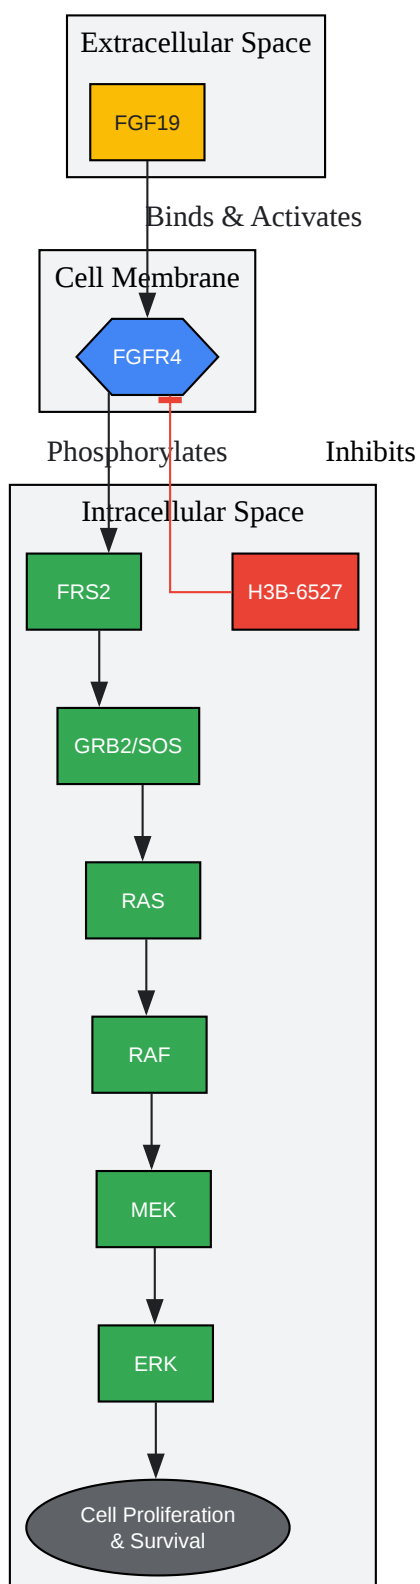 Extracellular Space
FGF19
Binds & Activates
Cell Membrane
FGFR4
Phosphorylates
Inhibits
Intracellular Space
FRS2
H3B-6527
GRB2/SOS
RAS
RAF
MEK
ERK
Cell Proliferation
& Survival